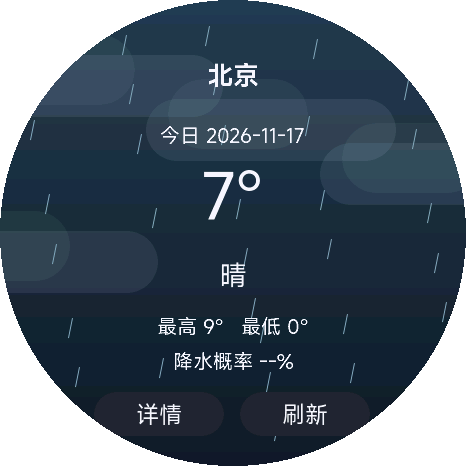 北京
今日 2026-11-17
7°
晴
最高 9° 最低 0°
降水概率 --%
详情 刷新